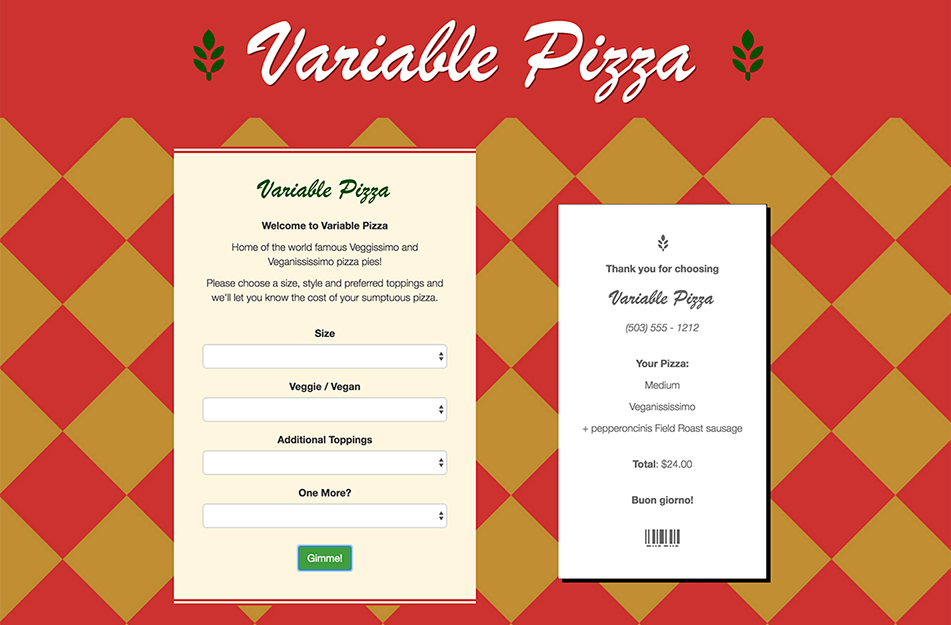 Variable Pizza
Variable Pizza
Welcome to Variable Pizza
Home of the world famous Veggissimo and
Veganississimo pizza pies!
Please choose a size, style and preferred toppings and
we'll let you know the cost of your sumptuous pizza.
Size
Veggie / Vegan
Additional Toppings
One More?
Gimme!
Thank you for choosing
Variable Pizza
(503) 555 - 1212
Your Pizza:
Medium
Veganississimo
+ pepperoncinis Field Roast sausage
Total: $24.00
Buon giorno!